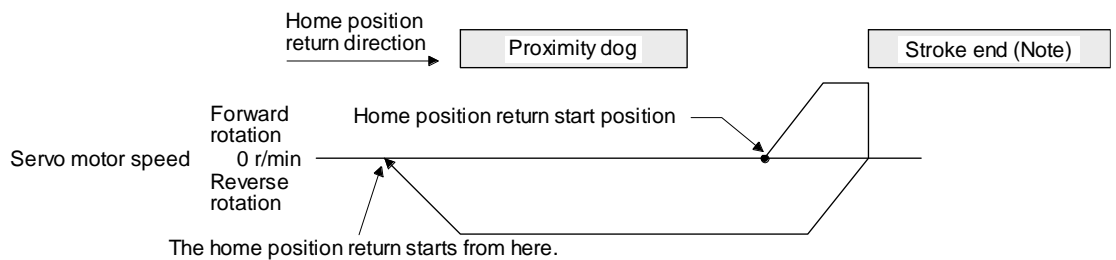 Home position
return direction
Proximity dog
Stroke end (Note)
Forward
rotation
Home position return start position
Servo motor speed
0 r/min
Reverse
rotation
The home position return starts from here.